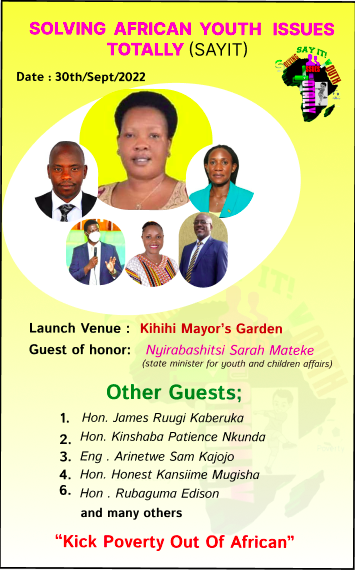 SOLVING AFRICAN YOUTH ISSUES
TOTALLY (SAYIT)
Date : 30th/Sept/2022
SAY IT! YOUTH
Launch Venue : Kihihi Mayor's Garden
Guest of honor: Nyirabashitsi Sarah Mateke
(state minister for youth and children affairs)
Other Guests;
1. Hon. James Ruugi Kaberuka
2. Hon. Kinshaba Patience Nkunda
3. Eng . Arinetwe Sam Kajojo
4. Hon. Honest Kansiime Mugisha
6. Hon . Rubaguma Edison
and many others
“Kick Poverty Out Of African”